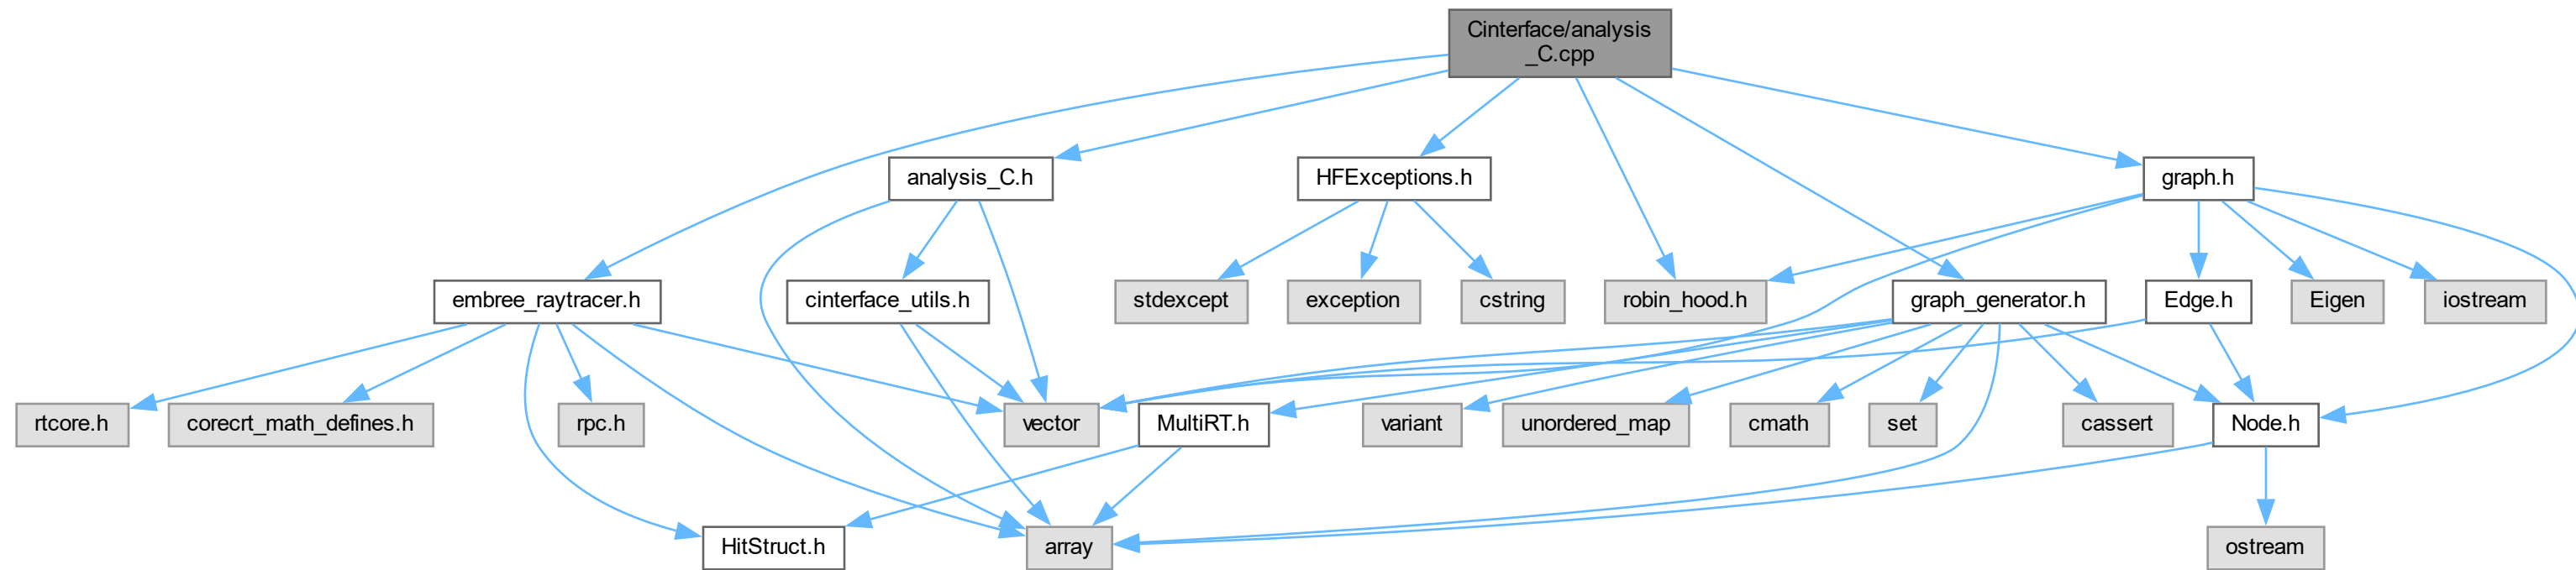 Cinterface/analysis
_C.cpp
analysis_C.h
HFExceptions.h
graph.h
embree_raytracer.h
cinterface_utils.h
stdexcept
exception
cstring
robin_hood.h
graph_generator.h
Edge.h
Eigen
iostream
rtcore.h
corecrt_math_defines.h
rpc.h
vector
MultiRT.h
variant
unordered_map
cmath
set
cassert
Node.h
HitStruct.h
array
ostream